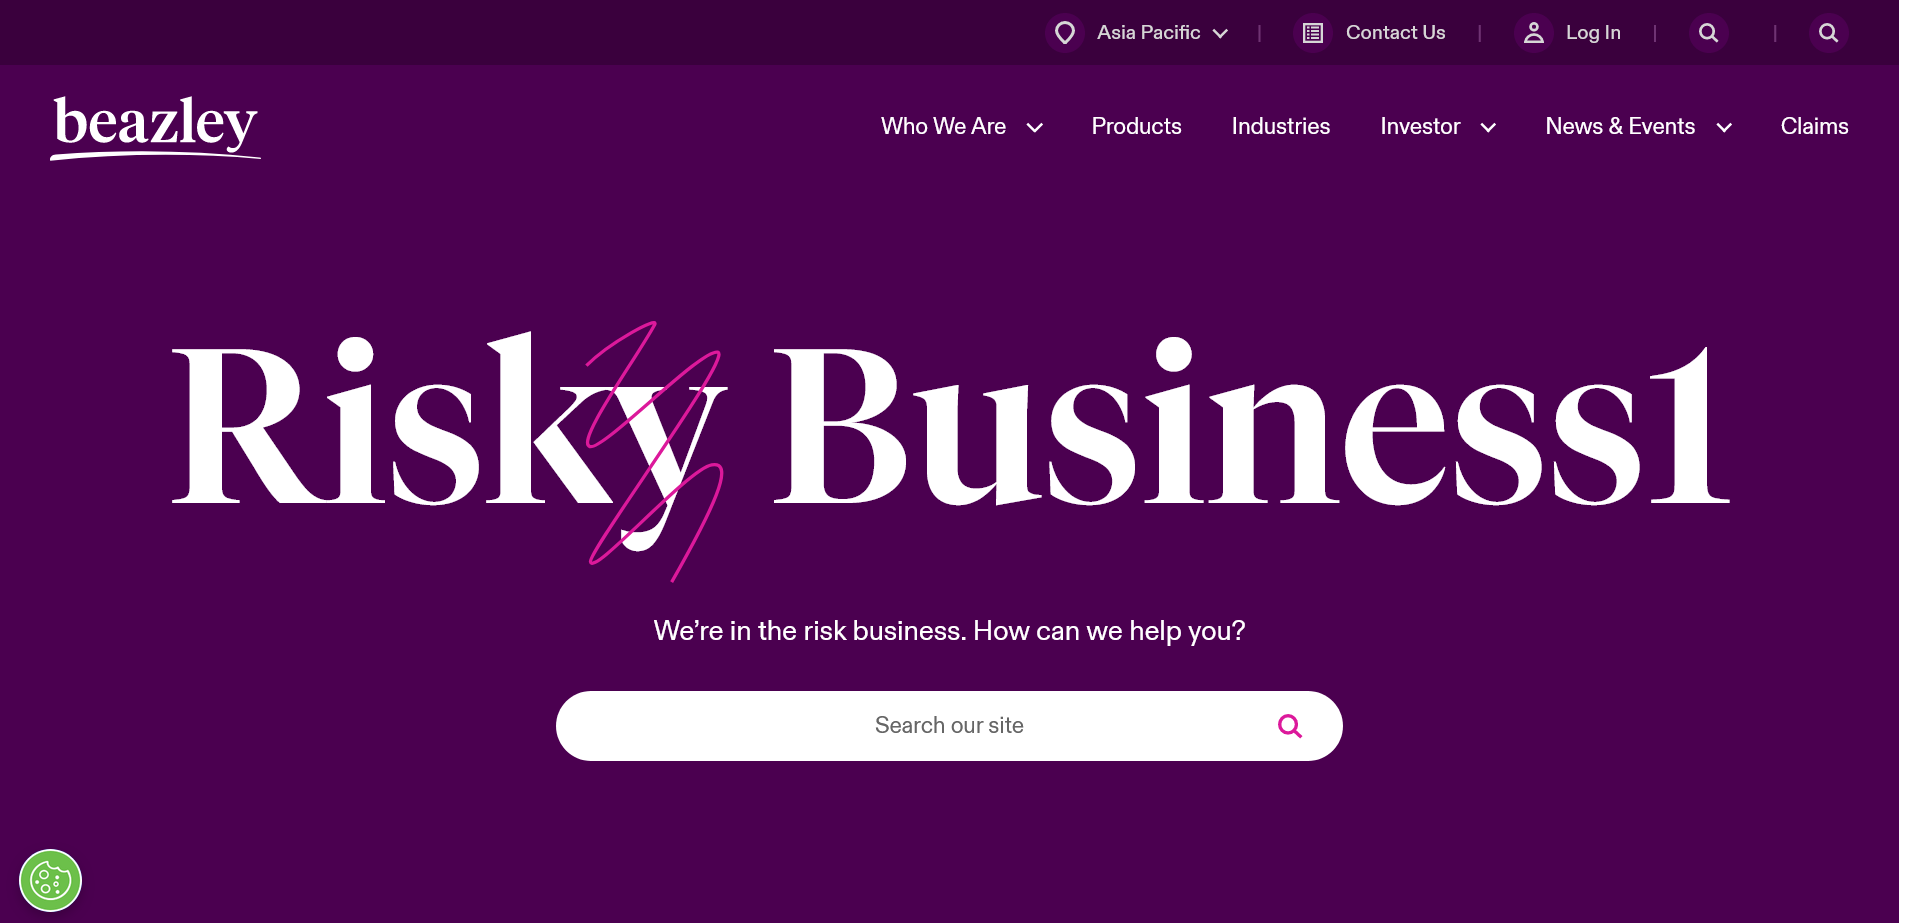 Asia Pacific | Contact Us | Log In | |
beazley
Who We Are Products Industries Investor News & Events Claims
Risky Business1
We’re in the risk business. How can we help you?
Search our site